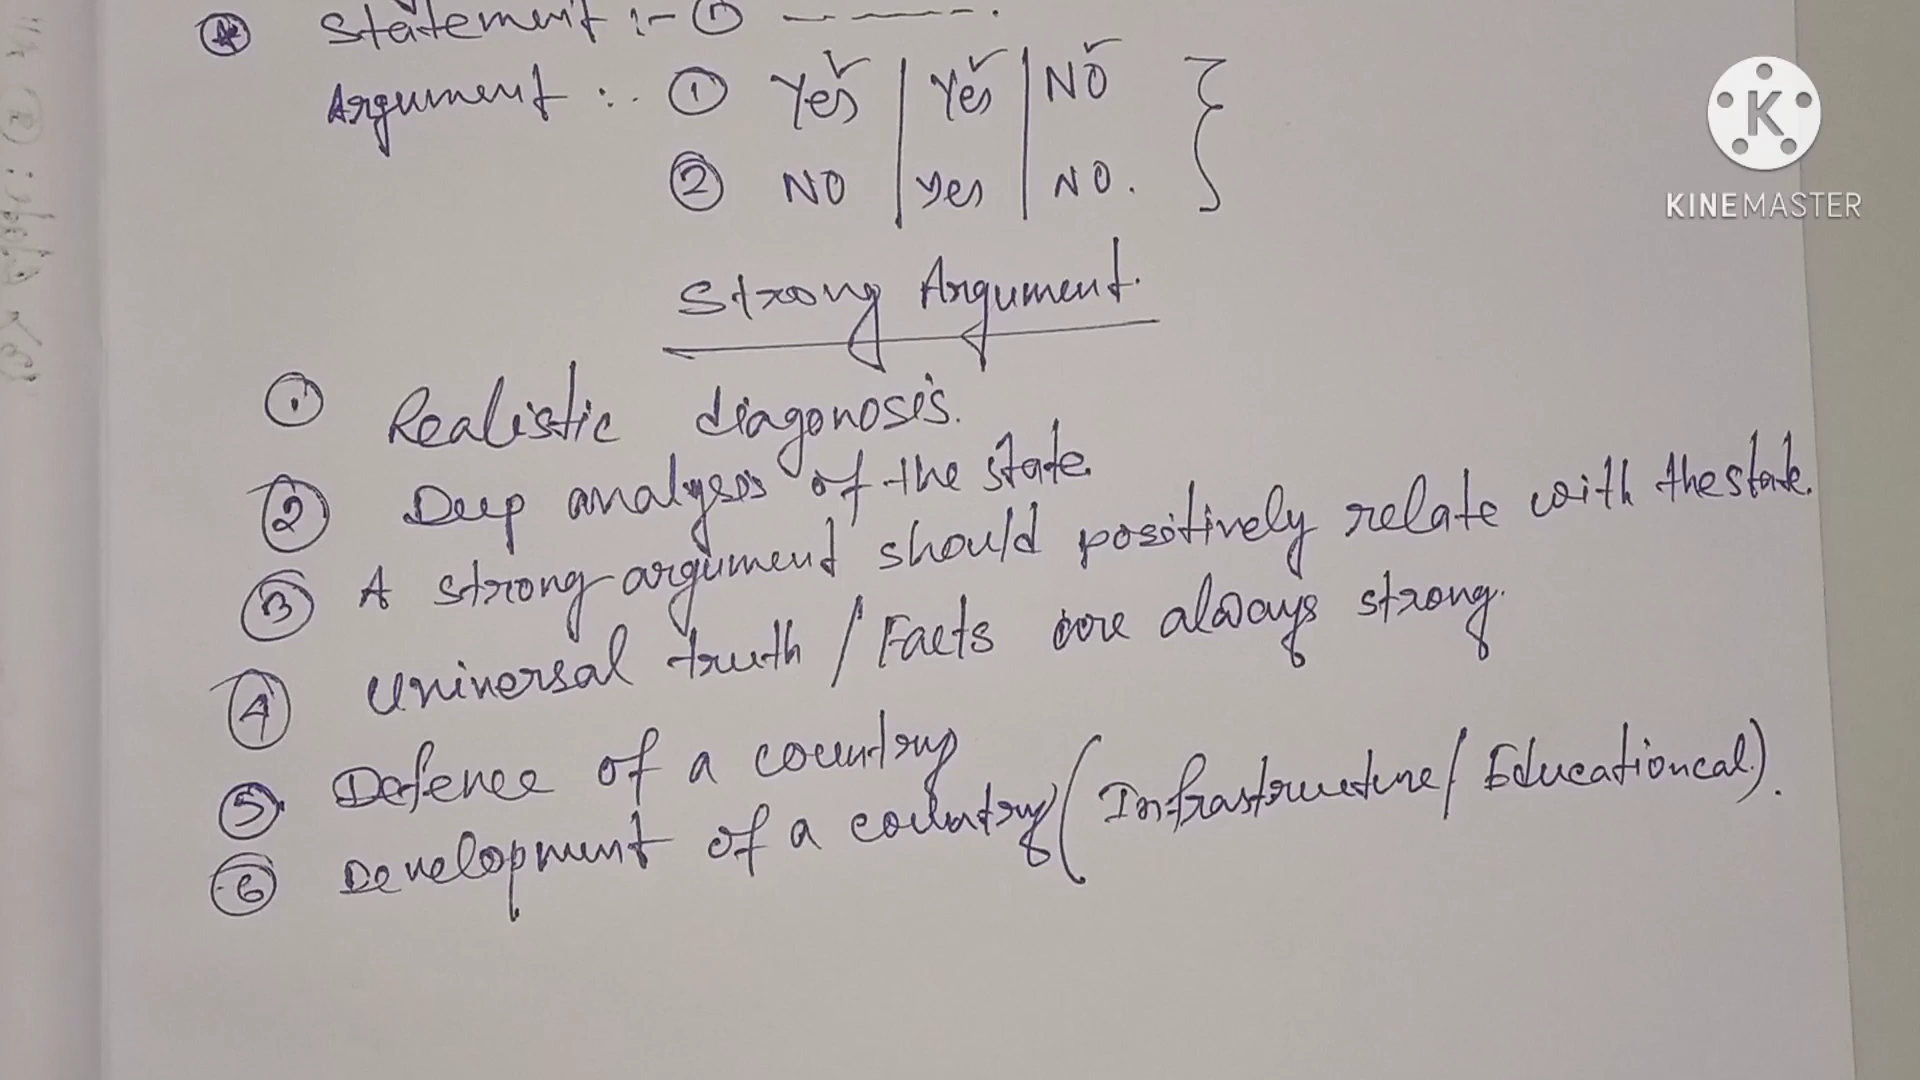 Statement :- ① ————.
Argument :- ① Yes | Yes | NO
② NO | Yes | NO.
Strong Argument.
① Realistic diagonosis.
② Deep analysis of the state.
③ A strong argument should positively relate with the state.
④ Universal truth / Facts are always strong.
⑤ Defence of a country
⑥ Development of a country (Infrastructure / Educational).
K
KINEMASTER